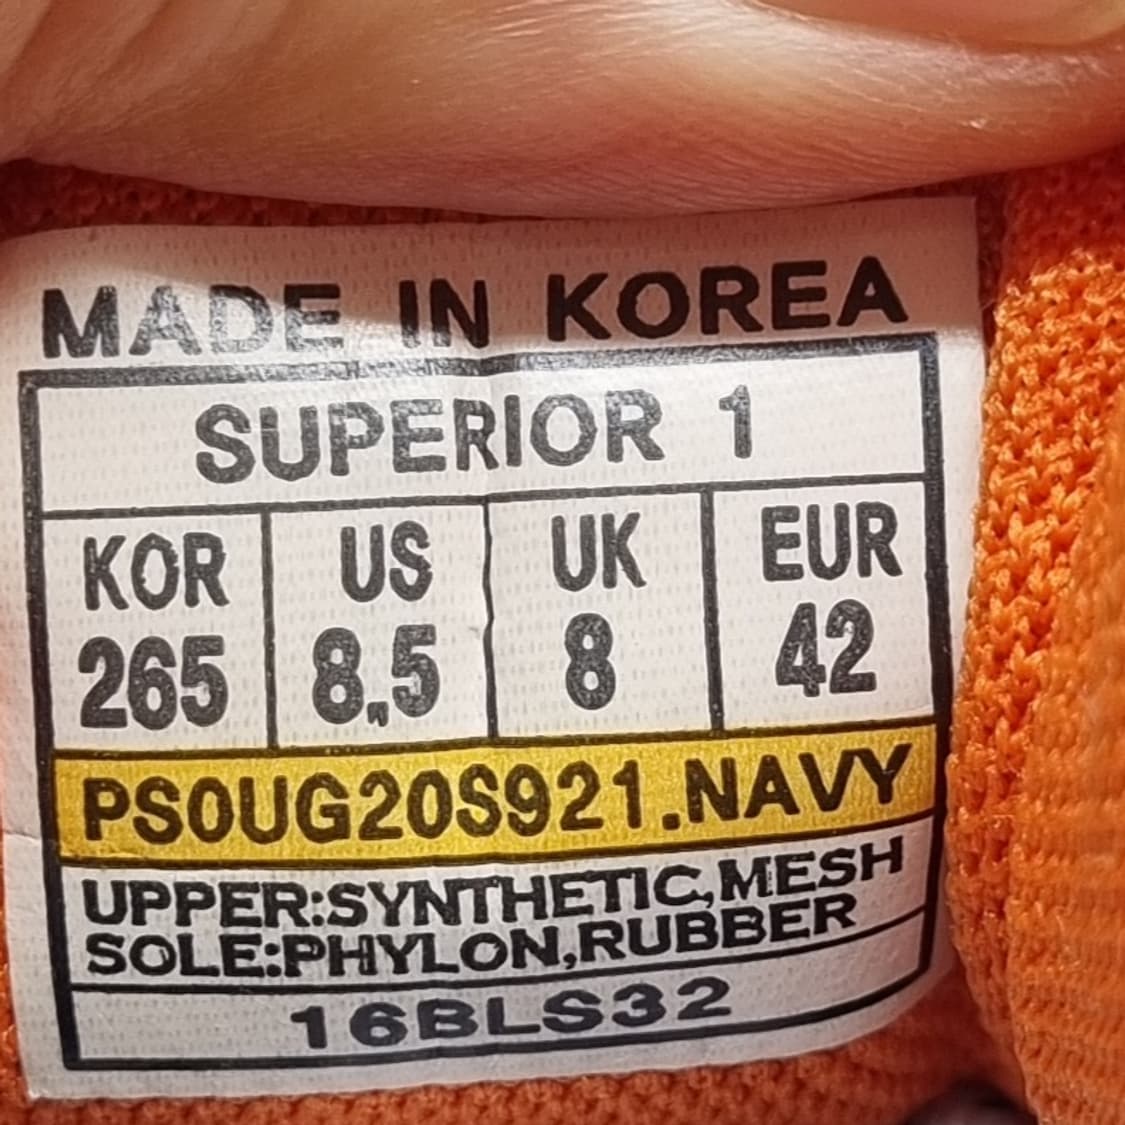 MADE IN KOREA
SUPERIOR 1
KOR US UK EUR
265 8.5 8 42
PS0UG20S921.NAVY
UPPER:SYNTHETIC,MESH
SOLE:PHYLON,RUBBER
16BLS32